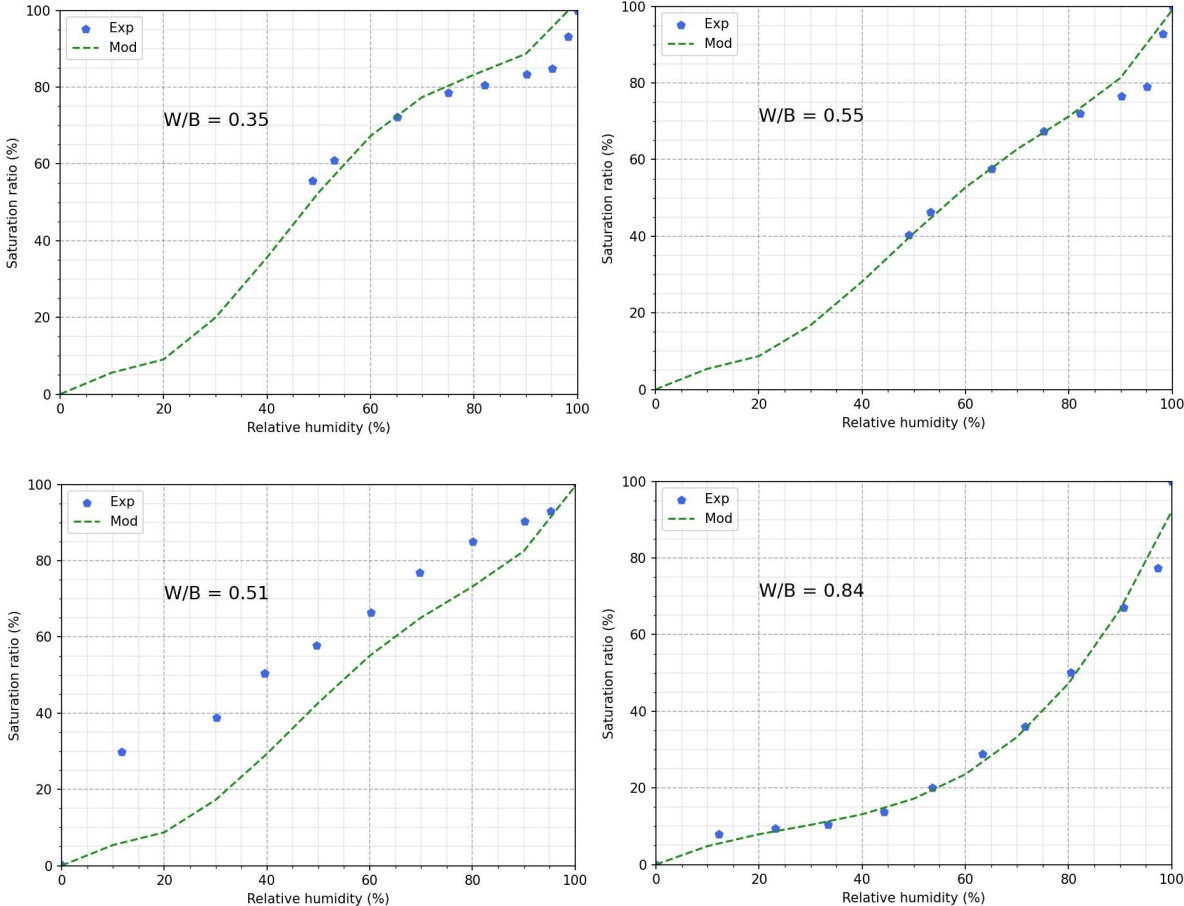 Exp
Mod
W/B = 0.35
Saturation ratio (%)
100
80
60
40
20
0
0 20 40 60 80 100
Relative humidity (%)
Exp
Mod
W/B = 0.55
Saturation ratio (%)
100
80
60
40
20
0
0 20 40 60 80 100
Relative humidity (%)
Exp
Mod
W/B = 0.51
Saturation ratio (%)
100
80
60
40
20
0
0 20 40 60 80 100
Relative humidity (%)
Exp
Mod
W/B = 0.84
Saturation ratio (%)
100
80
60
40
20
0
0 20 40 60 80 100
Relative humidity (%)